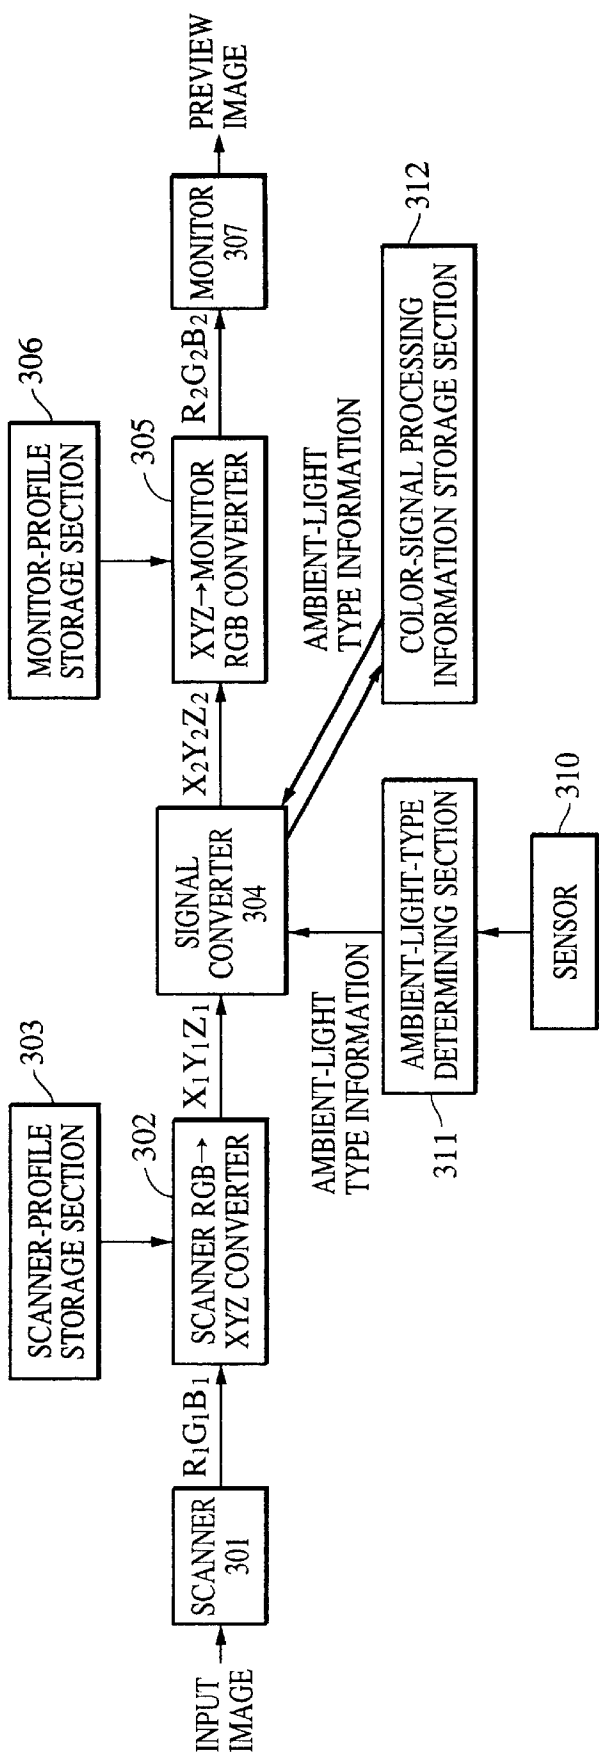 SCANNER-PROFILE
STORAGE SECTION
303
MONITOR-PROFILE
STORAGE SECTION
306
INPUT
IMAGE
SCANNER
301
R1G1B1
SCANNER RGB→
XYZ CONVERTER
302
X1Y1Z1
SIGNAL
CONVERTER
304
X2Y2Z2
XYZ→MONITOR
RGB CONVERTER
305
R2G2B2
MONITOR
307
PREVIEW
IMAGE
AMBIENT-LIGHT
TYPE INFORMATION
AMBIENT-LIGHT
TYPE INFORMATION
AMBIENT-LIGHT-TYPE
DETERMINING SECTION
311
COLOR-SIGNAL PROCESSING
INFORMATION STORAGE SECTION
312
SENSOR
310